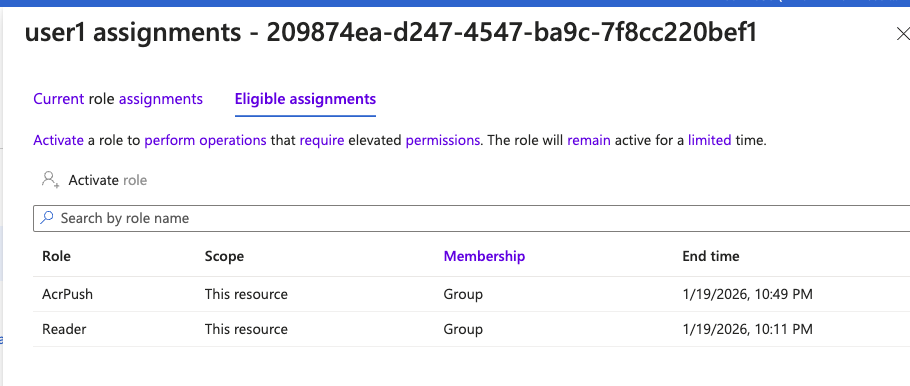 user1 assignments - 209874ea-d247-4547-ba9c-7f8cc220bef1
Current role assignments Eligible assignments
Activate a role to perform operations that require elevated permissions. The role will remain active for a limited time.
Activate role
Search by role name
Role Scope Membership End time
AcrPush This resource Group 1/19/2026, 10:49 PM
Reader This resource Group 1/19/2026, 10:11 PM